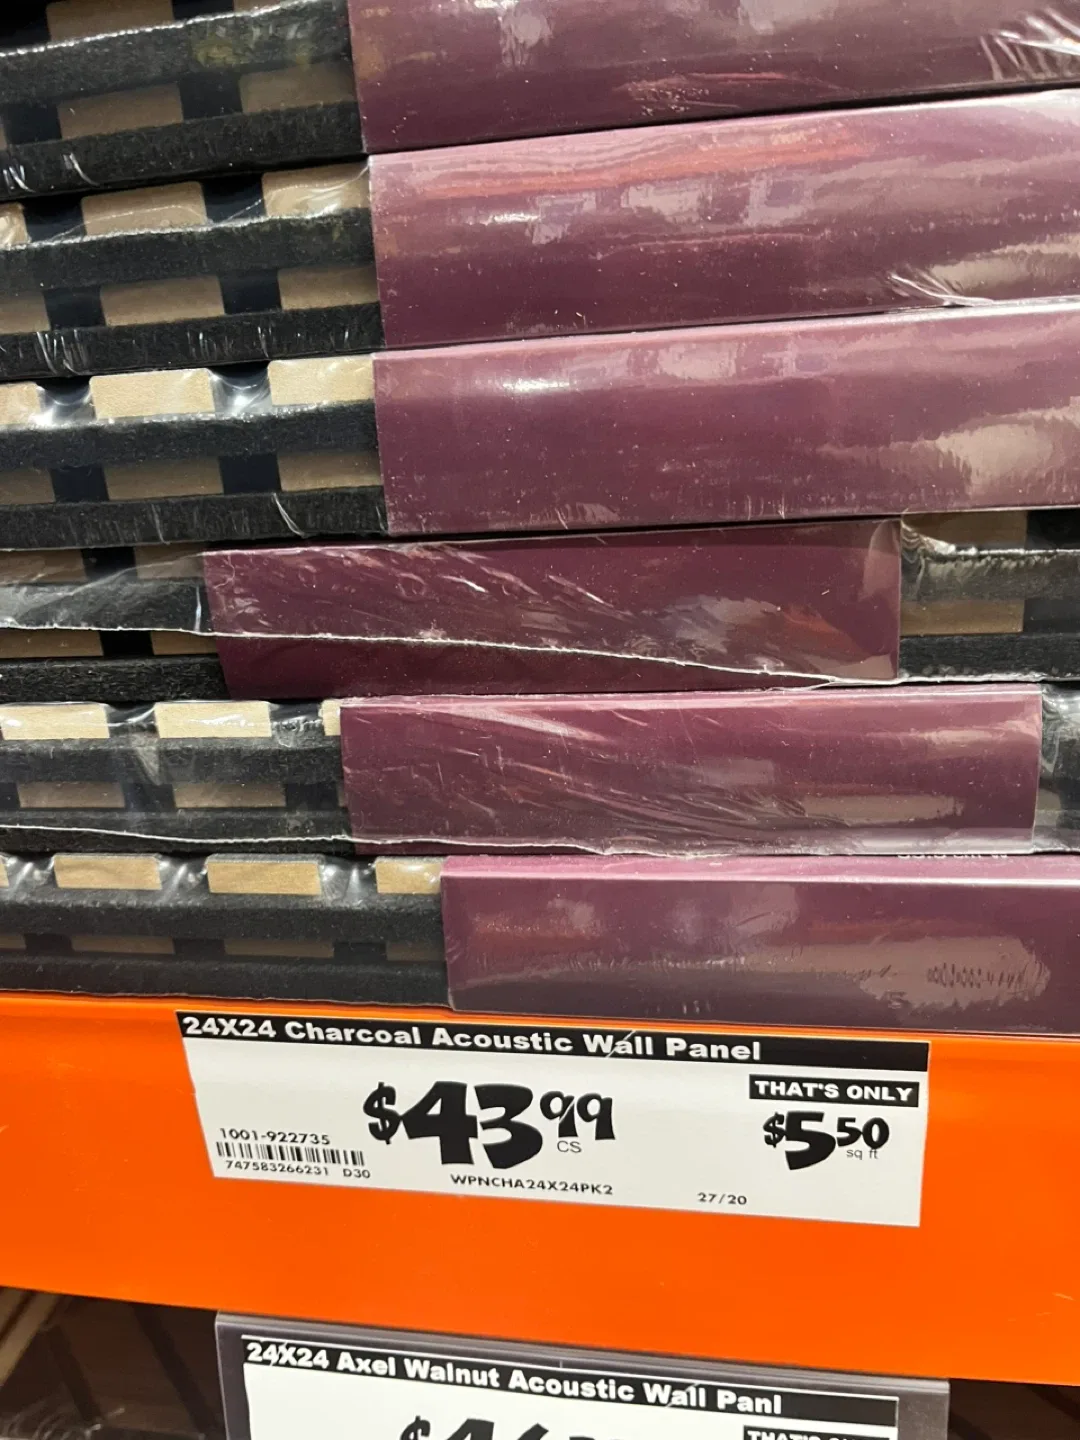 24X24 Charcoal Acoustic Wall Panel
THAT'S ONLY
$43.99
CS
$5.50
sq ft
1001-922735
747583266231 D30
WPNCHA24X24PK2
27/20
24X24 Axel Walnut Acoustic Wall Panl